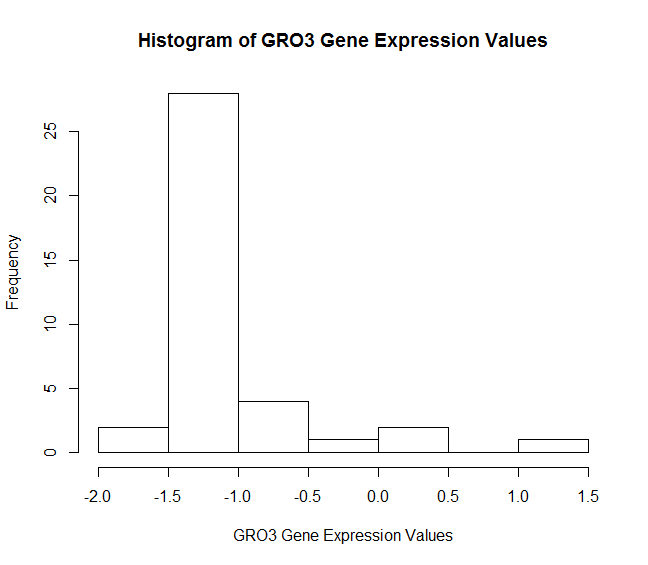 Histogram of GRO3 Gene Expression Values
Frequency
25
20
15
10
5
0
-2.0 -1.5 -1.0 -0.5 0.0 0.5 1.0 1.5
GRO3 Gene Expression Values